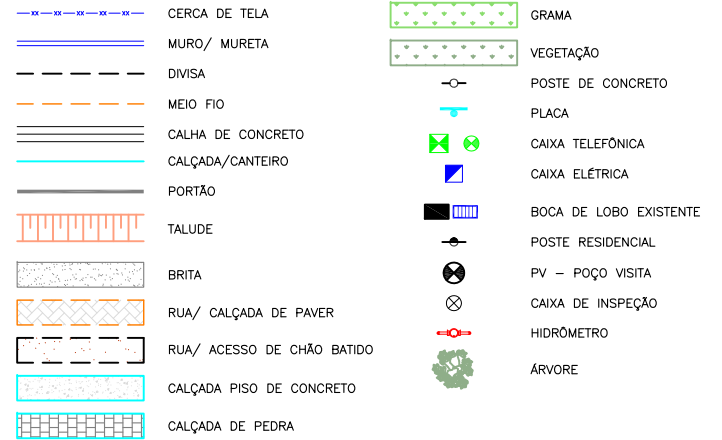 CERCA DE TELA
MURO/ MURETA
DIVISA
MEIO FIO
CALHA DE CONCRETO
CALÇADA/CANTEIRO
PORTÃO
TALUDE
BRITA
RUA/ CALÇADA DE PAVER
RUA/ ACESSO DE CHÃO BATIDO
CALÇADA PISO DE CONCRETO
CALÇADA DE PEDRA
GRAMA
VEGETAÇÃO
POSTE DE CONCRETO
PLACA
CAIXA TELEFÔNICA
CAIXA ELÉTRICA
BOCA DE LOBO EXISTENTE
POSTE RESIDENCIAL
PV – POÇO VISITA
CAIXA DE INSPEÇÃO
HIDRÔMETRO
ÁRVORE